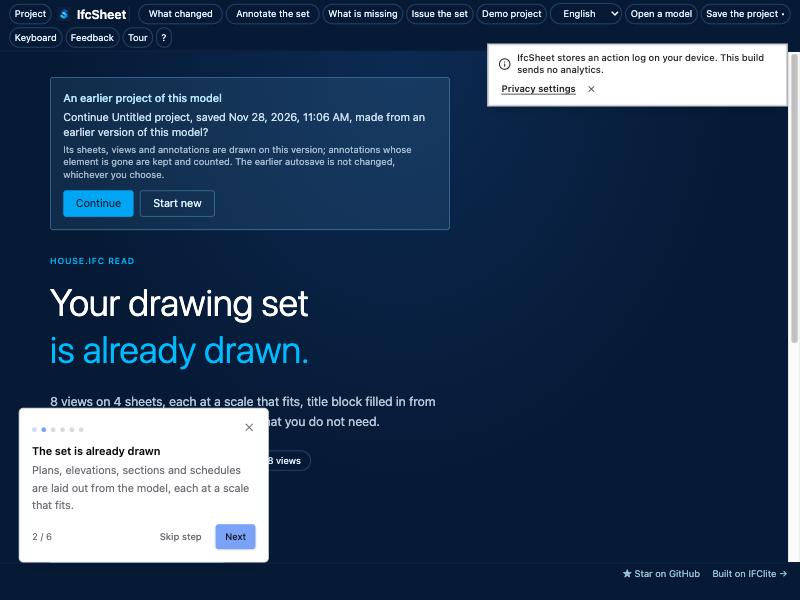 Project
IfcSheet
What changed
Annotate the set
What is missing
Issue the set
Demo project
English
Open a model
Save the project
Keyboard
Feedback
Tour
?
IfcSheet stores an action log on your device. This build
sends no analytics.
Privacy settings
An earlier project of this model
Continue Untitled project, saved Nov 28, 2026, 11:06 AM, made from an
earlier version of this model?
Its sheets, views and annotations are drawn on this version; annotations whose
element is gone are kept and counted. The earlier autosave is not changed,
whichever you choose.
Continue
Start new
HOUSE.IFC READ
Your drawing set
is already drawn.
8 views on 4 sheets, each at a scale that fits, title block filled in from
you do not need.
8 views
The set is already drawn
Plans, elevations, sections and schedules
are laid out from the model, each at a scale
that fits.
2 / 6
Skip step
Next
Star on GitHub
Built on IFClite →